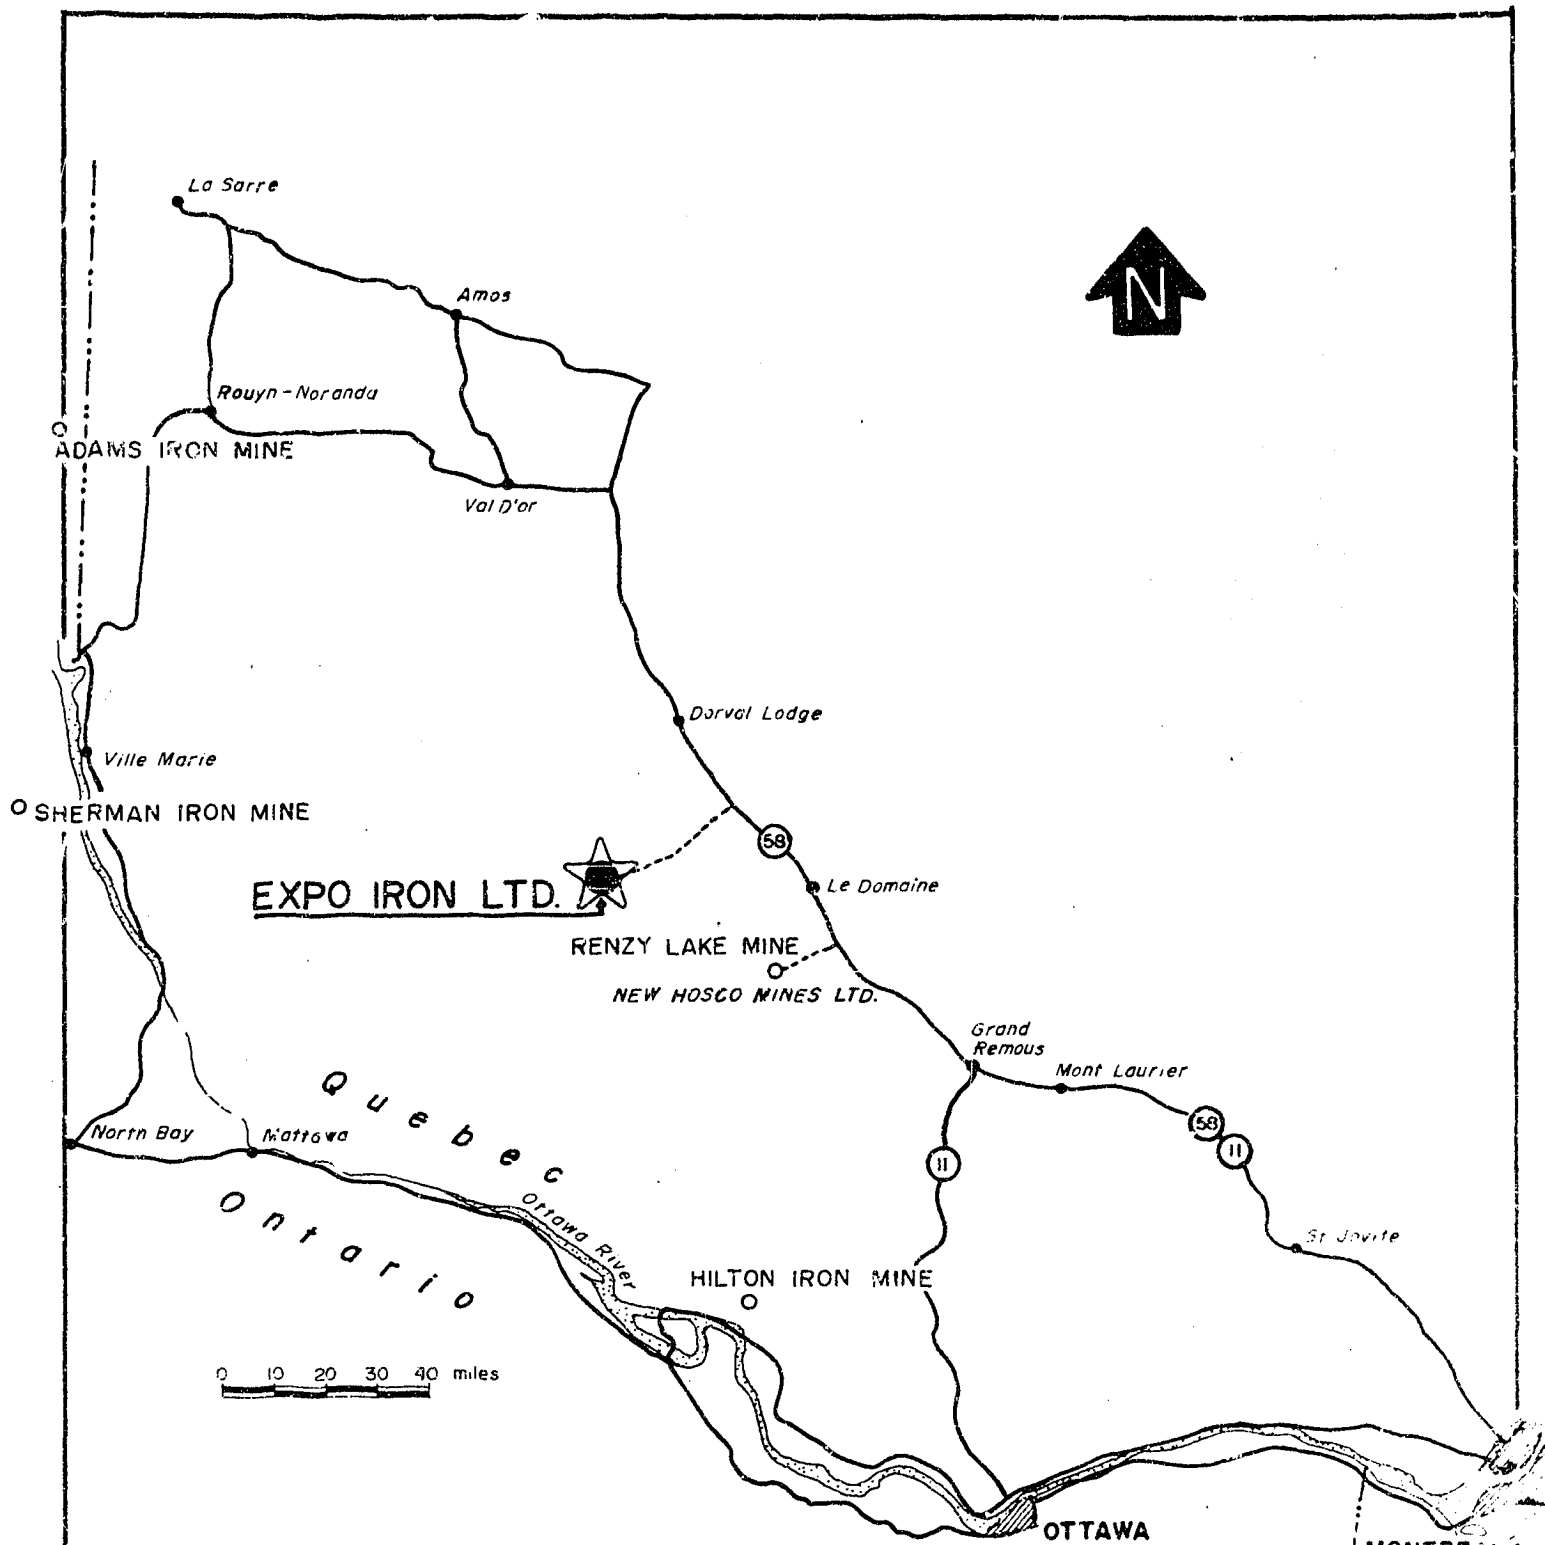 La Sarre
N
Amos
Rouyn-Noranda
ADAMS IRON MINE
Val D'or
Dorval Lodge
Ville Marie
SHERMAN IRON MINE
58
EXPO IRON LTD.
Le Domaine
RENZY LAKE MINE
NEW HOSCO MINES LTD.
Grand
Remous
Mont Laurier
Quebec
58
11
North Bay
Mattawa
11
Ontario
Ottawa River
St Jovite
HILTON IRON MINE
0 10 20 30 40 miles
OTTAWA